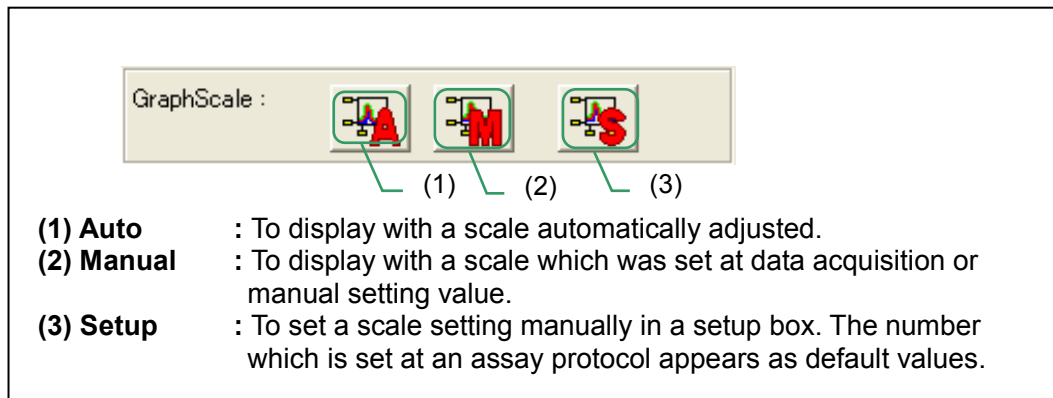 GraphScale :
A M S
(1) (2) (3)
(1) Auto : To display with a scale automatically adjusted.
(2) Manual : To display with a scale which was set at data acquisition or
manual setting value.
(3) Setup : To set a scale setting manually in a setup box. The number
which is set at an assay protocol appears as default values.